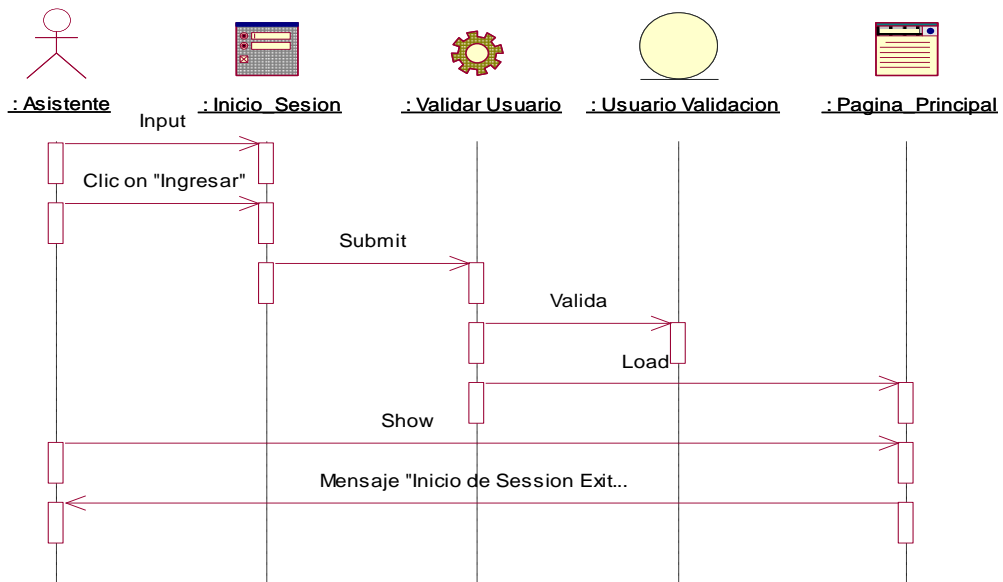 : Asistente
: Inicio_Sesion
: Validar Usuario
: Usuario Validacion
: Pagina_Principal
Input
Clic on "Ingresar"
Submit
Valida
Load
Show
Mensaje "Inicio de Session Exit...